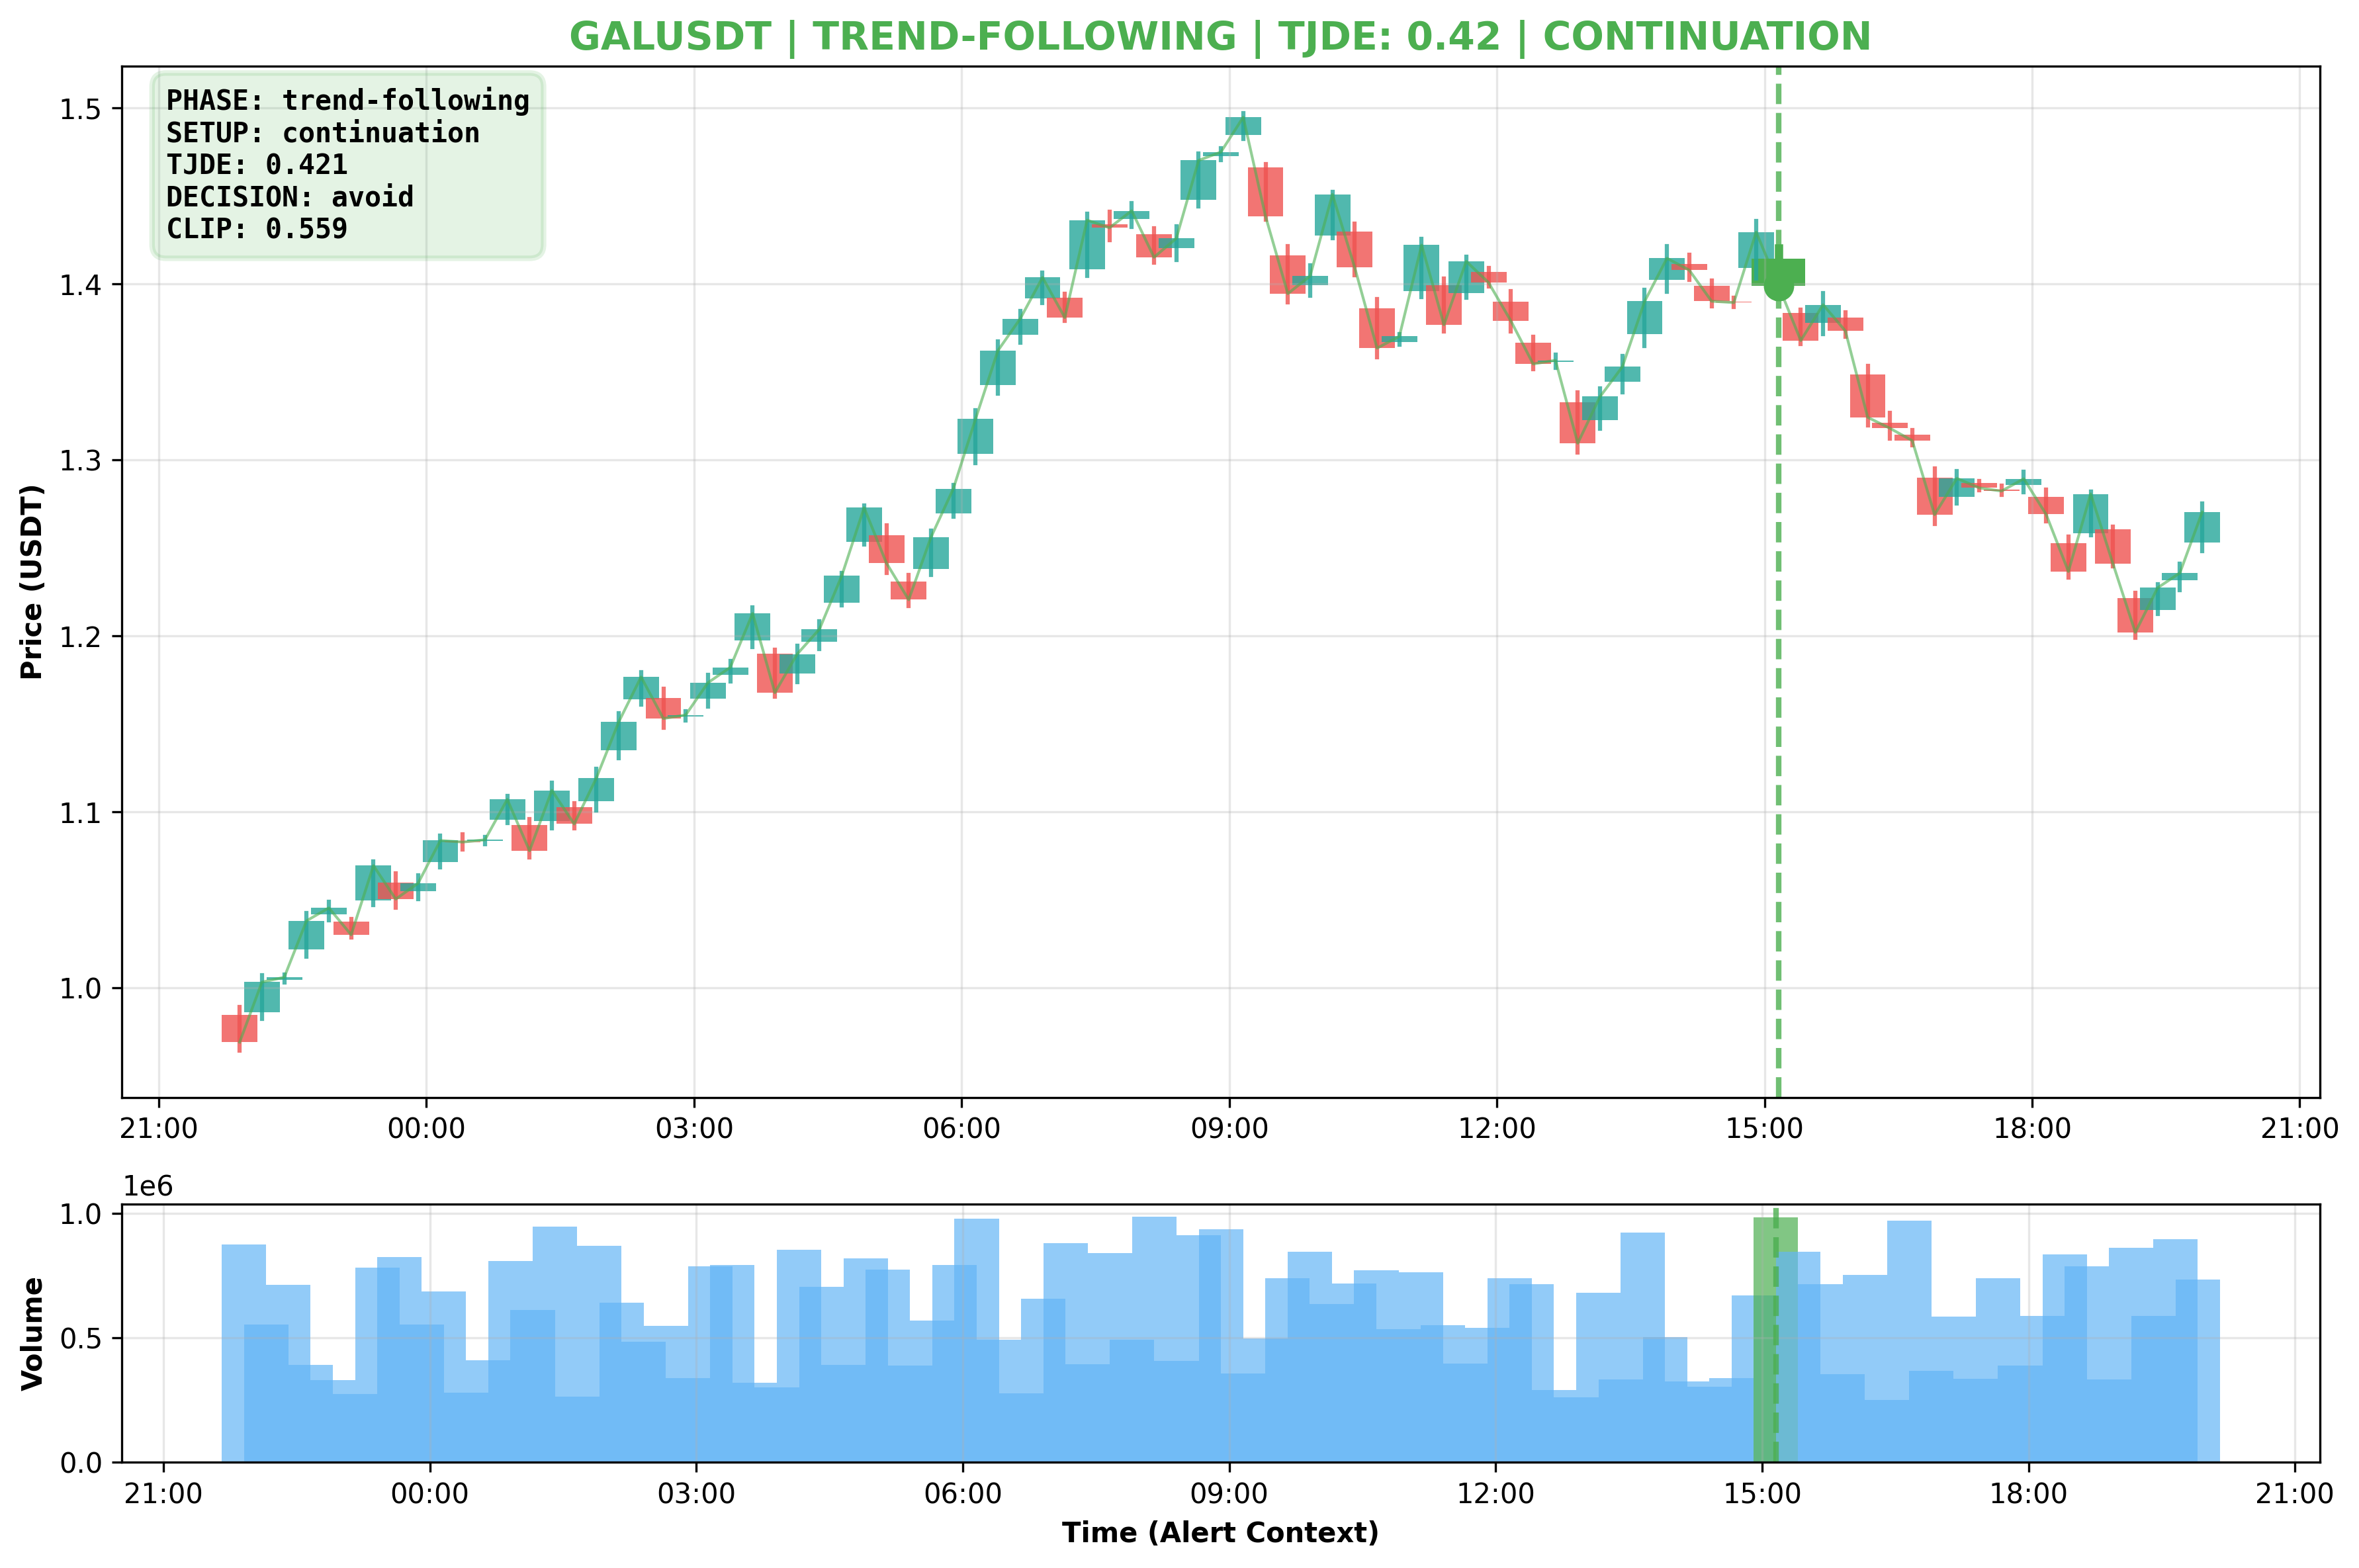 GALUSDT | TREND-FOLLOWING | TJDE: 0.42 | CONTINUATION
PHASE: trend-following
SETUP: continuation
TJDE: 0.421
DECISION: avoid
CLIP: 0.559
Price (USDT)
1.5
1.4
1.3
1.2
1.1
1.0
21:00 00:00 03:00 06:00 09:00 12:00 15:00 18:00 21:00
1e6
Volume
1.0
0.5
0.0
21:00 00:00 03:00 06:00 09:00 12:00 15:00 18:00 21:00
Time (Alert Context)